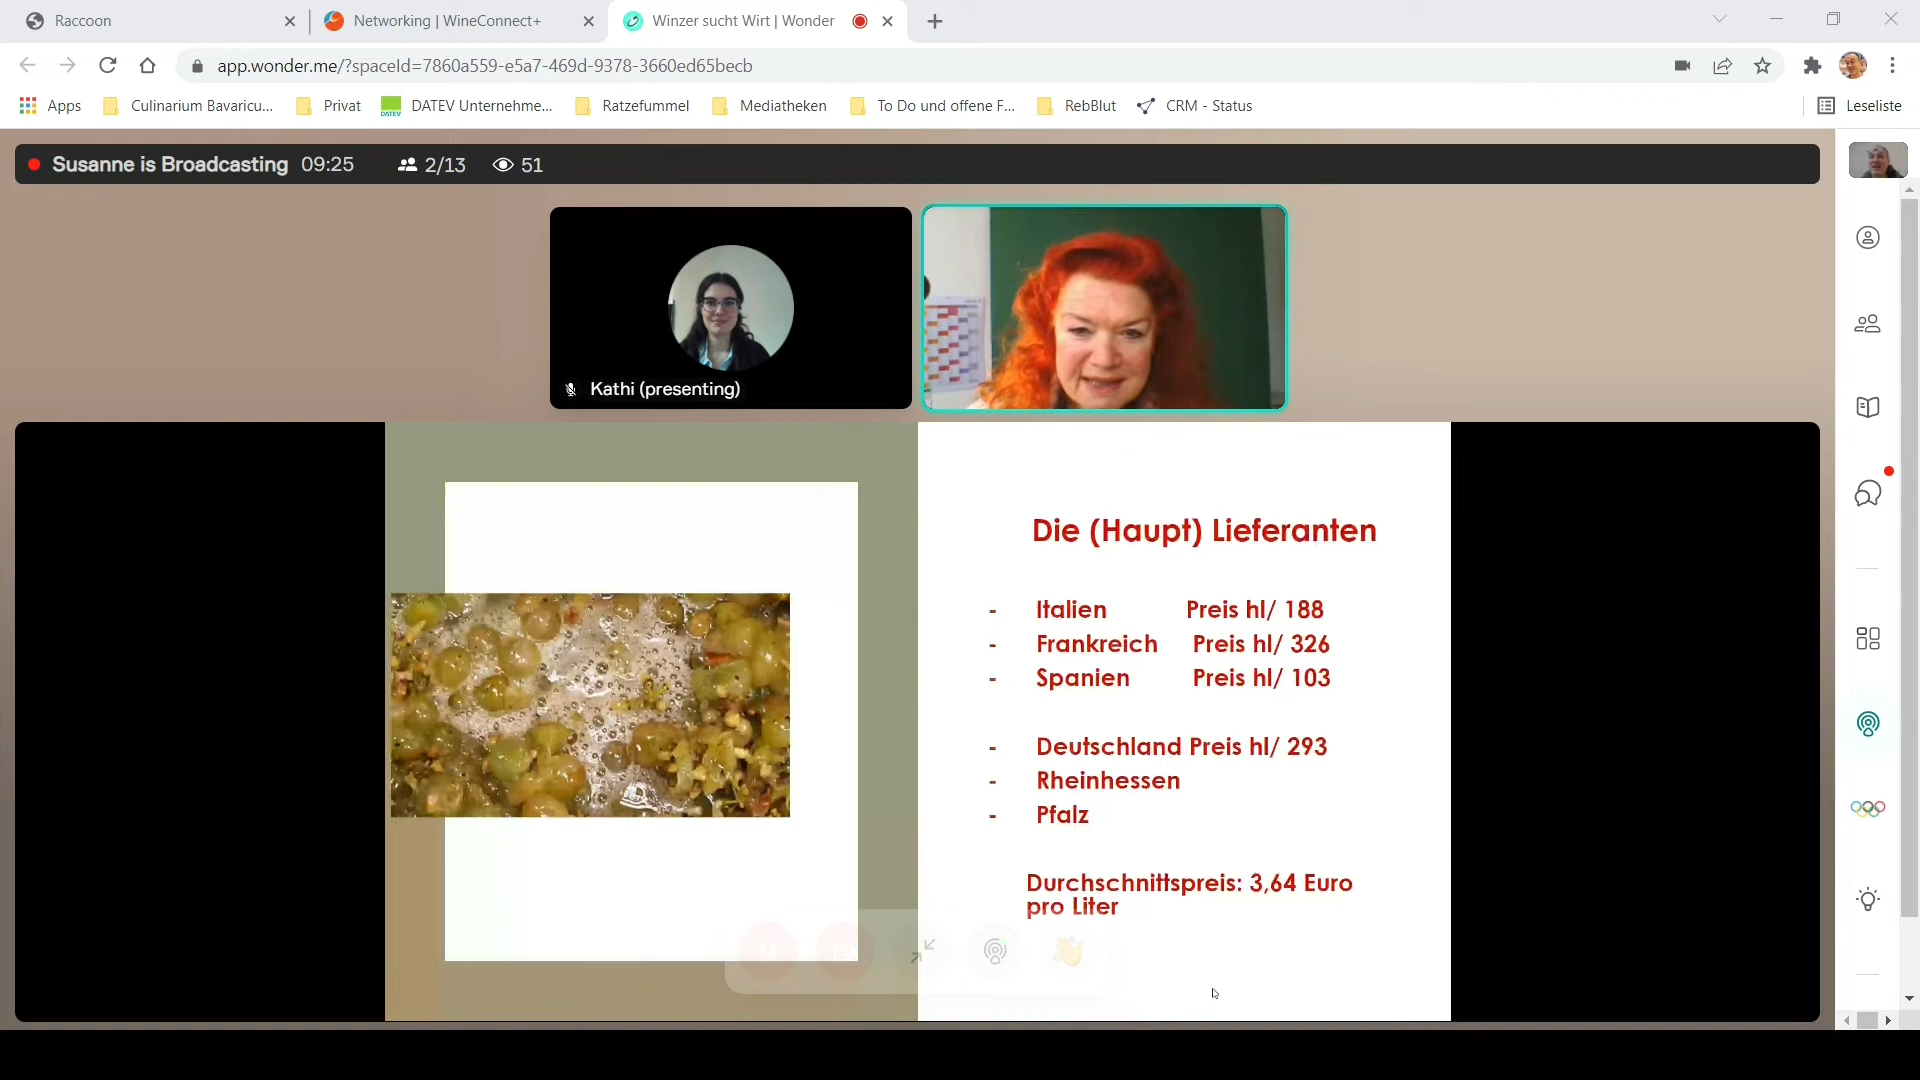 Raccoon
Networking | WineConnect+
Winzer sucht Wirt | Wonder
app.wonder.me/?spaceId=7860a559-e5a7-469d-9378-3660ed65becb
Apps
Culinarium Bavaricu...
Privat
DATEV
DATEV Unternehme...
Ratzefummel
Mediatheken
To Do und offene F...
RebBlut
CRM - Status
Leseliste
Susanne is Broadcasting 09:25 2/13 51
Kathi (presenting)
Die (Haupt) Lieferanten
- Italien Preis hl/ 188
- Frankreich Preis hl/ 326
- Spanien Preis hl/ 103
- Deutschland Preis hl/ 293
- Rheinhessen
- Pfalz
Durchschnittspreis: 3,64 Euro
pro Liter